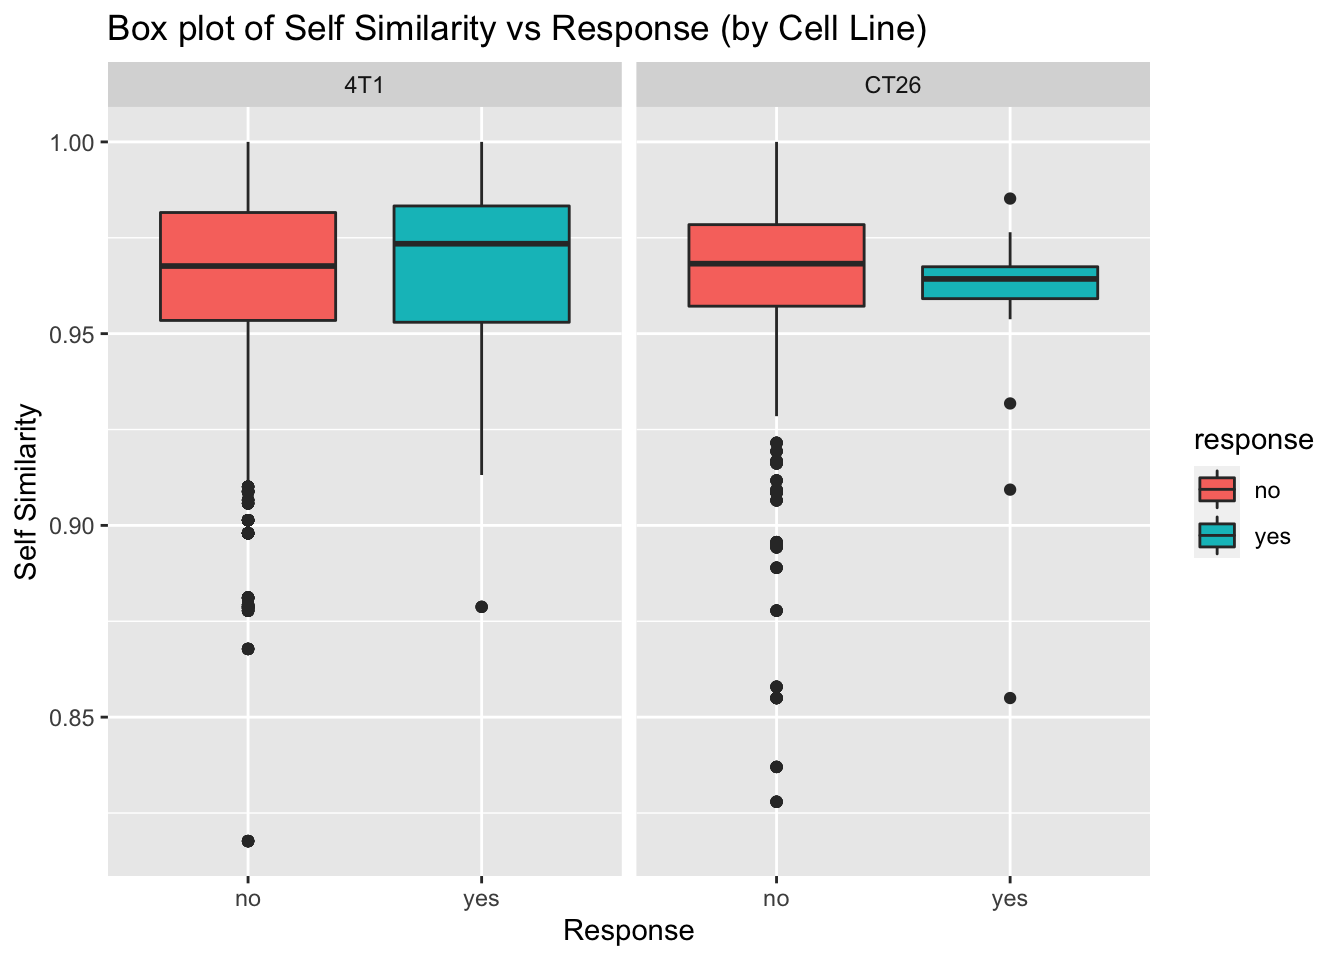 Box plot of Self Similarity vs Response (by Cell Line)
4T1
CT26
1.00
0.95
0.90
0.85
Self Similarity
no
yes
no
yes
Response
response
no
yes